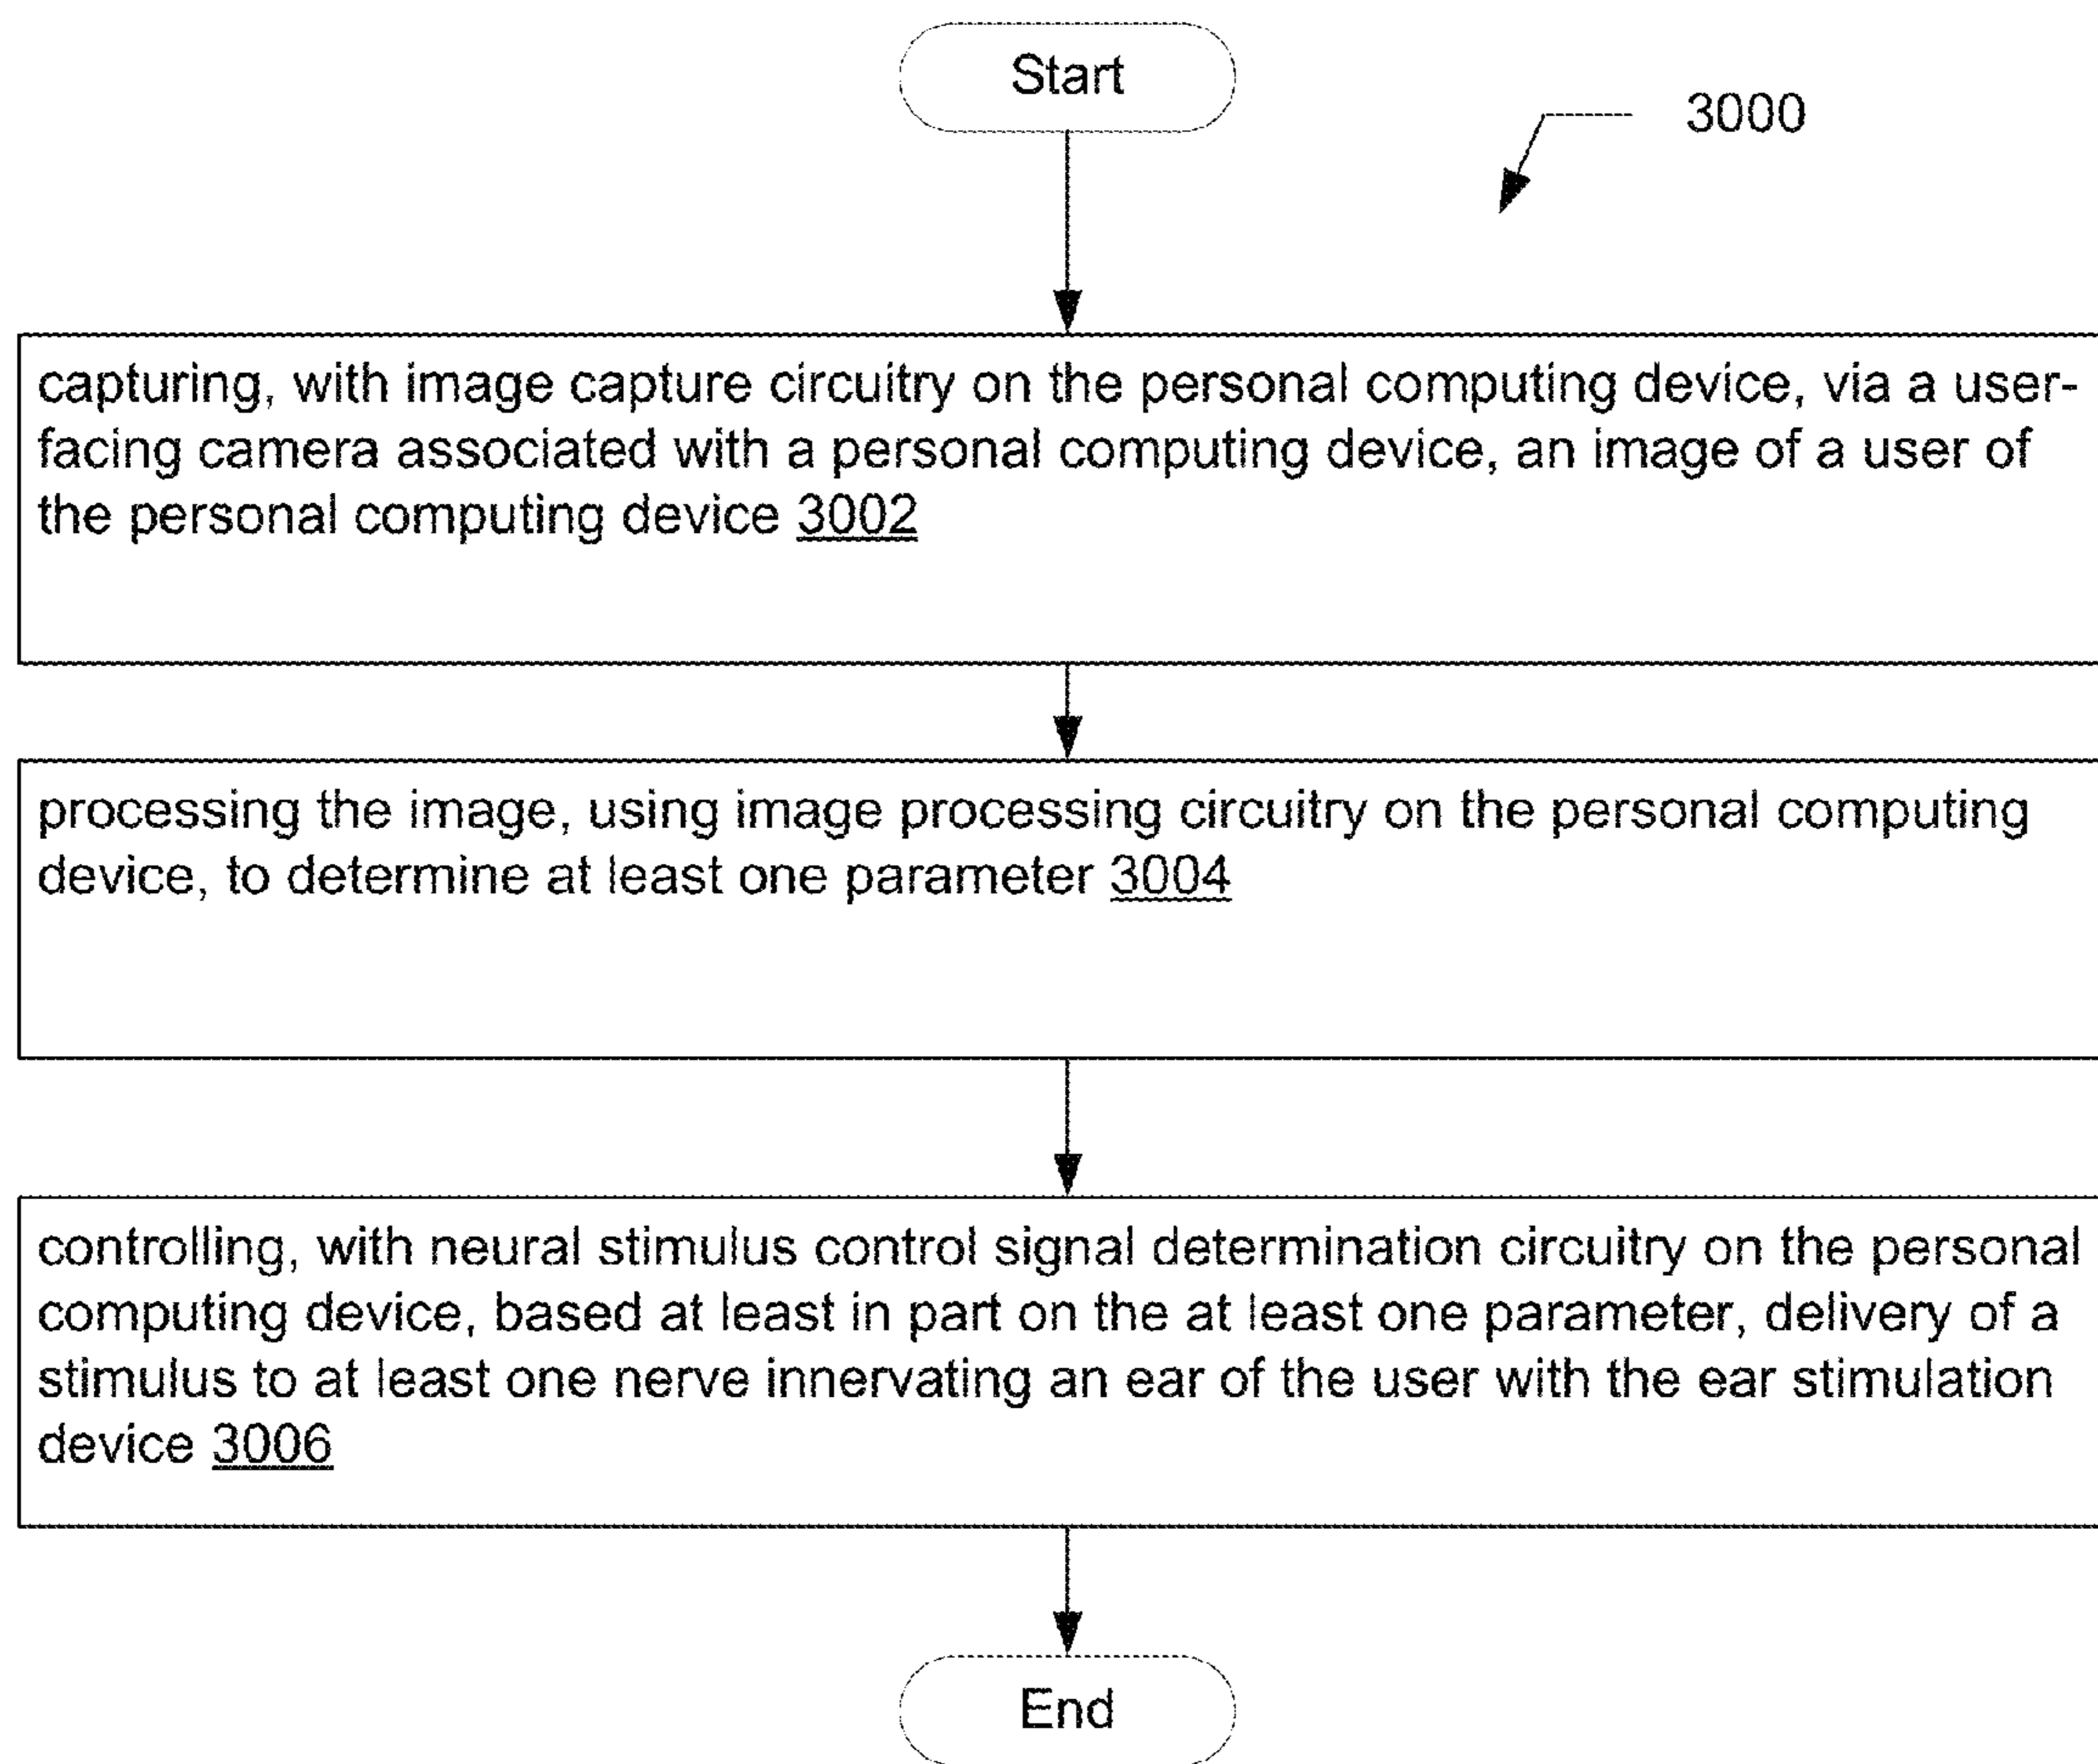 Start
3000
capturing, with image capture circuitry on the personal computing device, via a user-
facing camera associated with a personal computing device, an image of a user of
the personal computing device 3002
processing the image, using image processing circuitry on the personal computing
device, to determine at least one parameter 3004
controlling, with neural stimulus control signal determination circuitry on the personal
computing device, based at least in part on the at least one parameter, delivery of a
stimulus to at least one nerve innervating an ear of the user with the ear stimulation
device 3006
End